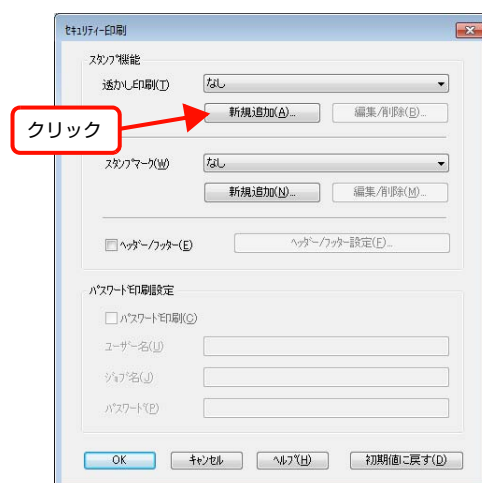 ｾｷｭﾘﾃｨｰ印刷
ｽﾀﾝﾌﾟ機能
透かし印刷(T) なし
新規追加(A)... 編集/削除(B)...
クリック
ｽﾀﾝﾌﾟﾏｰｸ(W) なし
新規追加(N)... 編集/削除(M)...
ﾍｯﾀﾞｰ/ﾌｯﾀｰ(E) ﾍｯﾀﾞｰ/ﾌｯﾀｰ設定(F)...
ﾊﾟｽﾜｰﾄﾞ印刷設定
ﾊﾟｽﾜｰﾄﾞ印刷(C)
ﾕｰｻﾞｰ名(U)
ｼﾞｮﾌﾞ名(J)
ﾊﾟｽﾜｰﾄﾞ(P)
OK ｷｬﾝｾﾙ ﾍﾙﾌﾟ(H) 初期値に戻す(D)